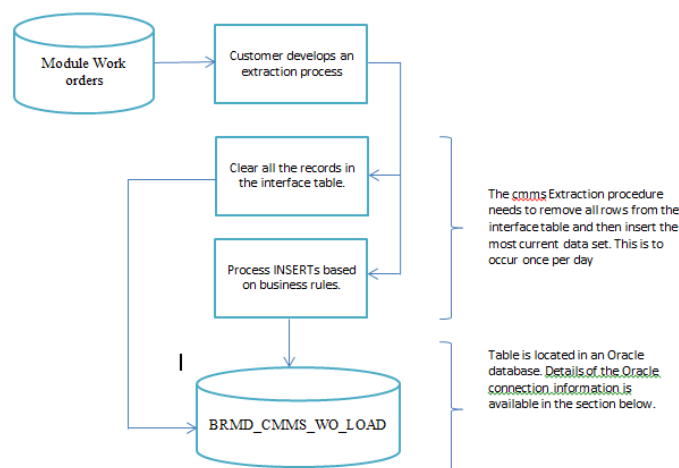 Module Work
orders
Customer develops an
extraction process
Clear all the records in
the interface table.
The cmms Extraction procedure
needs to remove all rows from the
interface table and then insert the
most current data set. This is to
occur once per day
Process INSERTs based
on business rules.
Table is located in an Oracle
database. Details of the Oracle
connection information is
available in the section below.
BRMD_CMMS_WO_LOAD